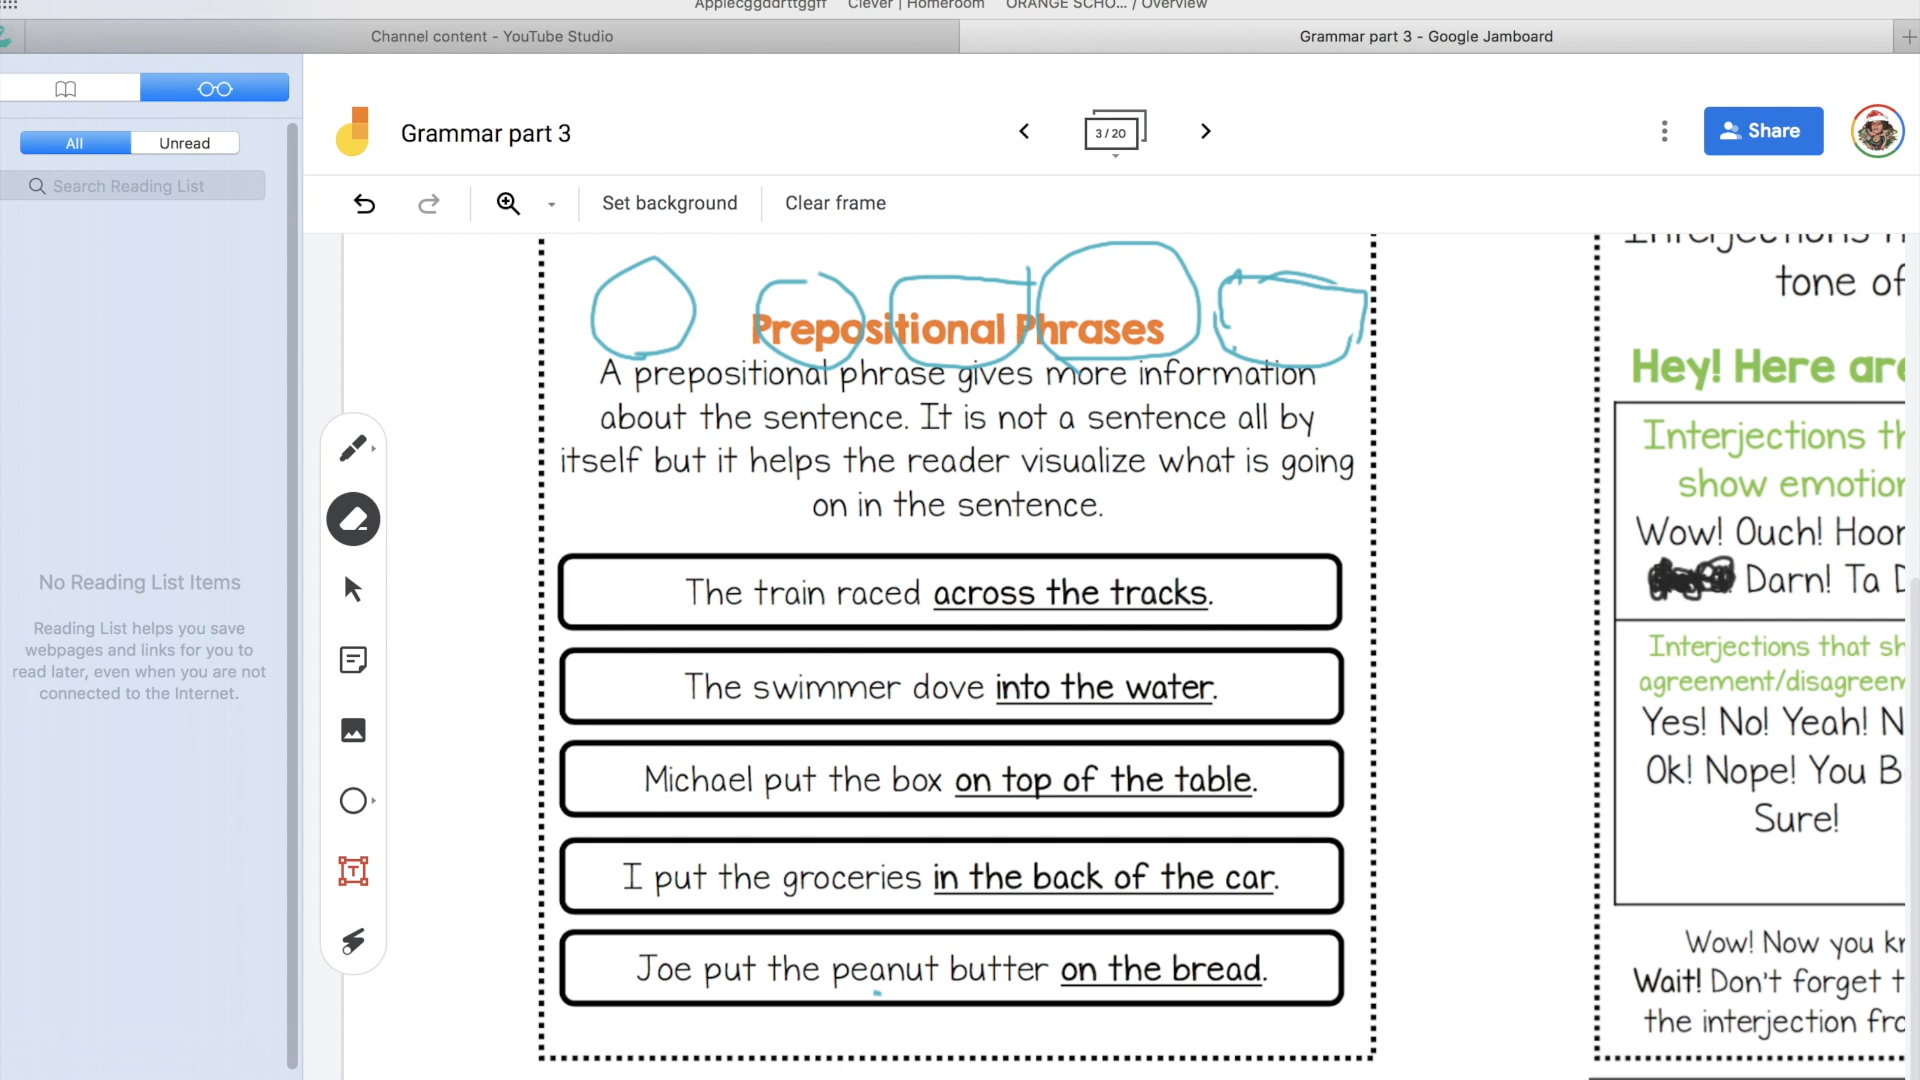 Clever | Homeroom
ORANGE SCHO... / Overview
Channel content - YouTube Studio
Grammar part 3 - Google Jamboard
All
Unread
Search Reading List
No Reading List Items
Reading List helps you save
webpages and links for you to
read later, even when you are not
connected to the Internet.
Grammar part 3
3 / 20
Share
Set background
Clear frame
Prepositional Phrases
A prepositional phrase gives more information
about the sentence. It is not a sentence all by
itself but it helps the reader visualize what is going
on in the sentence.
The train raced across the tracks.
The swimmer dove into the water.
Michael put the box on top of the table.
I put the groceries in the back of the car.
Joe put the peanut butter on the bread.
tone of
Hey! Here are
Interjections th
show emotion
Wow! Ouch! Hoor
Darn! Ta D
Interjections that sh
agreement/disagreem
Yes! No! Yeah! N
Ok! Nope! You B
Sure!
Wow! Now you kn
Wait! Don't forget t
the interjection fro